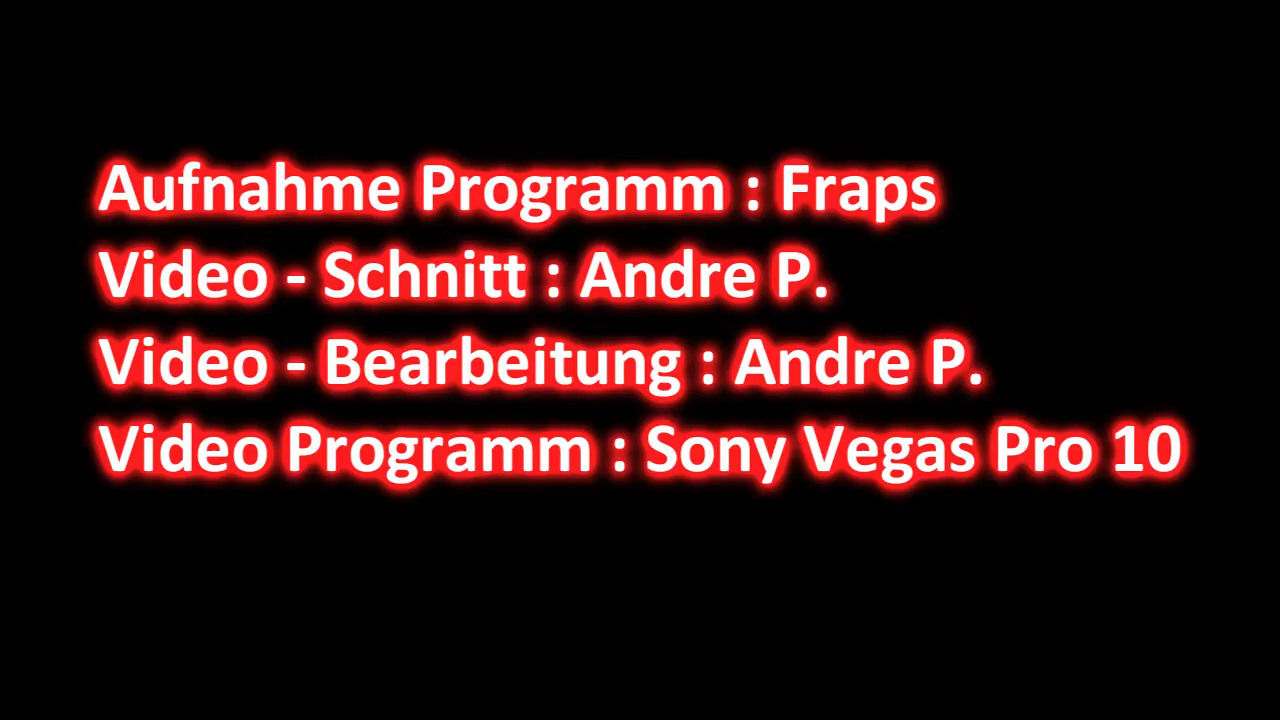 Aufnahme Programm : Fraps
Video - Schnitt : Andre P.
Video - Bearbeitung : Andre P.
Video Programm : Sony Vegas Pro 10